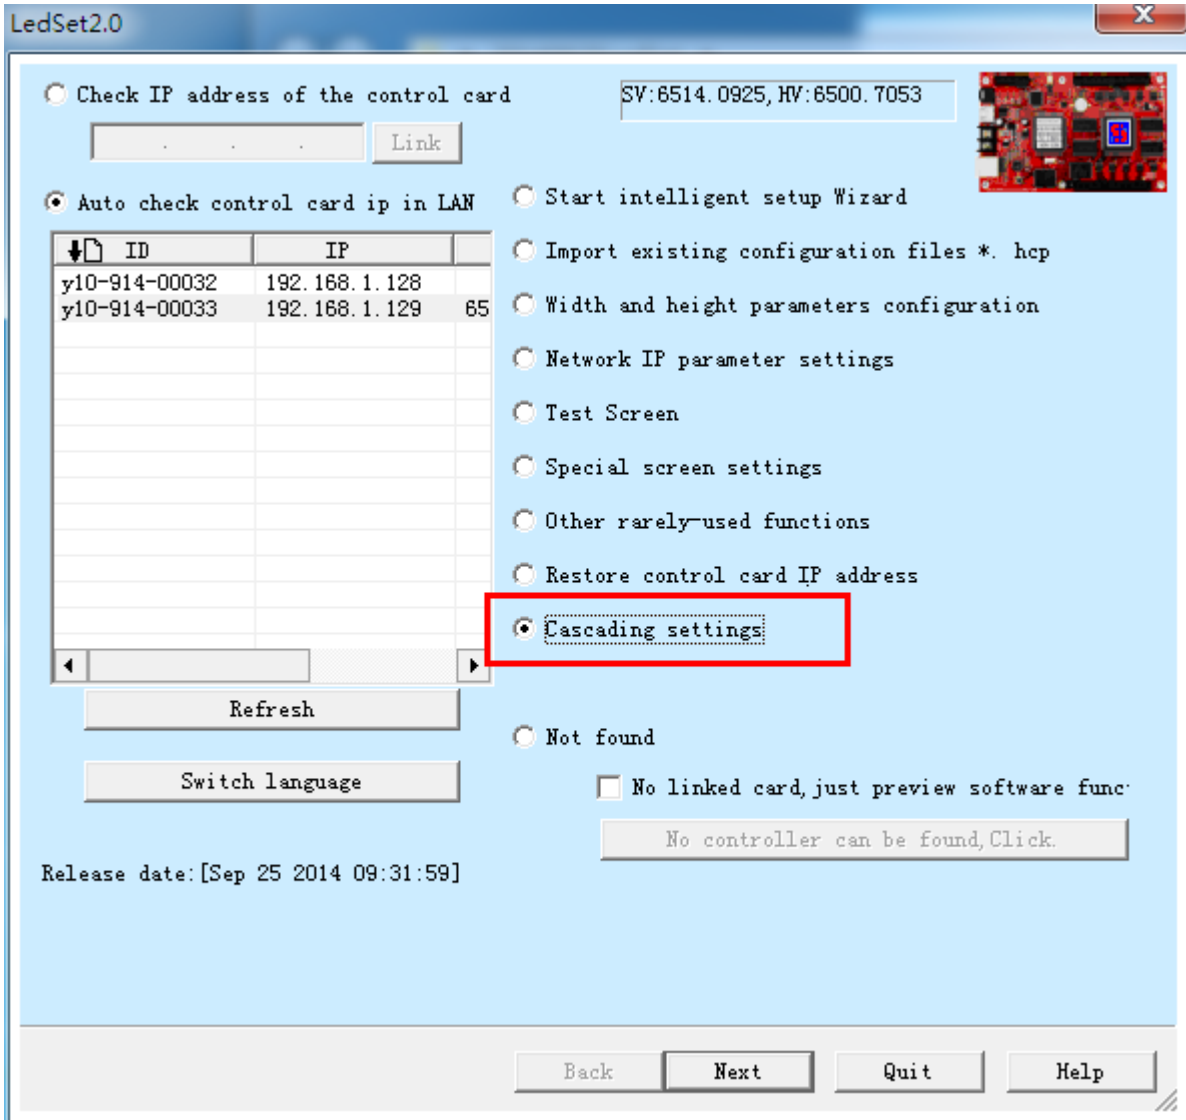 LedSet2.0
Check IP address of the control card
SV:6514.0925, HV:6500.7053
. . .
Link
Auto check control card ip in LAN
ID IP
y10-914-00032 192.168.1.128
y10-914-00033 192.168.1.129 65
Refresh
Switch language
Release date:[Sep 25 2014 09:31:59]
Start intelligent setup Wizard
Import existing configuration files *. hcp
Width and height parameters configuration
Network IP parameter settings
Test Screen
Special screen settings
Other rarely-used functions
Restore control card IP address
Cascading settings
Not found
No linked card, just preview software func
No controller can be found, Click.
Back
Next
Quit
Help